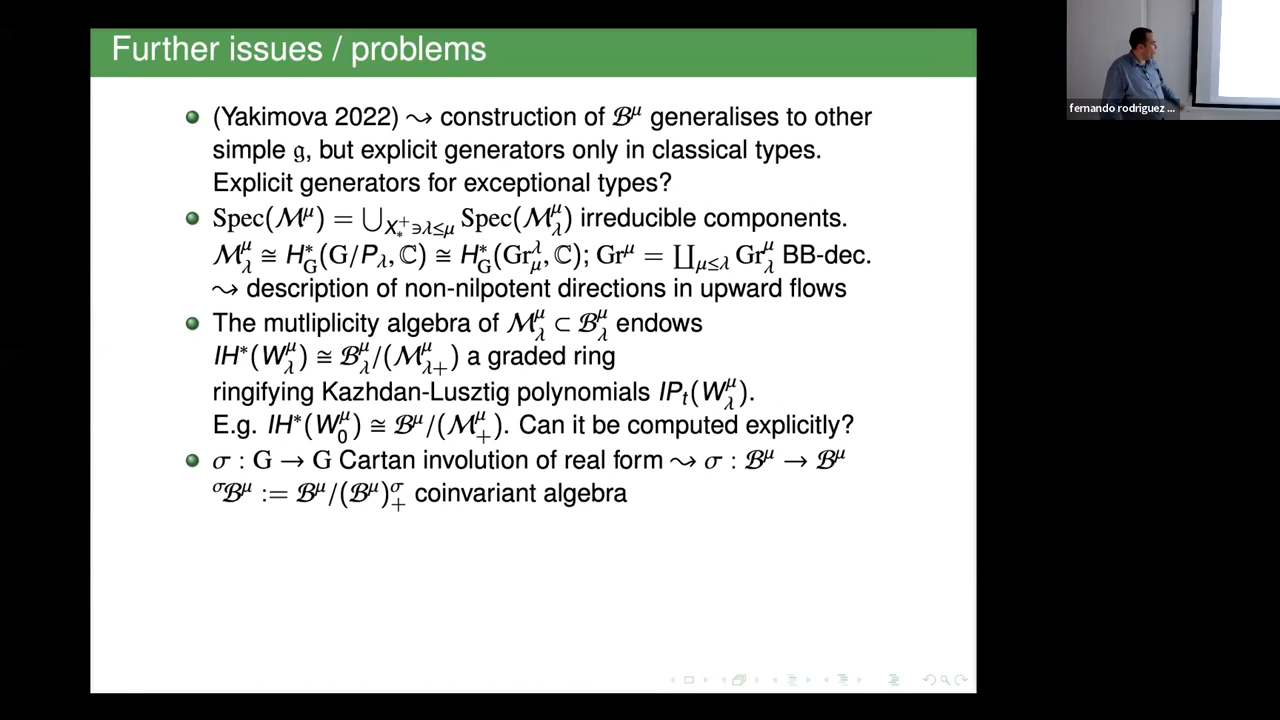 Further issues / problems
(Yakimova 2022) ⤳ construction of 𝓑^μ generalises to other
simple 𝔤, but explicit generators only in classical types.
Explicit generators for exceptional types?
Spec(𝓜^μ) = ⋃_{X_*^+∋λ≤μ} Spec(𝓜_λ^μ) irreducible components.
𝓜_λ^μ ≅ H_G^*(G/P_λ, ℂ) ≅ H_G^*(Gr_μ^λ, ℂ); Gr^μ = ∐_{μ≤λ} Gr_λ^μ BB-dec.
⤳ description of non-nilpotent directions in upward flows
The mutliplicity algebra of 𝓜_λ^μ ⊂ 𝓑_λ^μ endows
IH^*(W_λ^μ) ≅ 𝓑_λ^μ/(𝓜_{λ+}^μ) a graded ring
ringifying Kazhdan-Lusztig polynomials IP_t(W_λ^μ).
E.g. IH^*(W_0^μ) ≅ 𝓑^μ/(𝓜_+^μ). Can it be computed explicitly?
σ : G → G Cartan involution of real form ⤳ σ : 𝓑^μ → 𝓑^μ
^σ𝓑^μ := 𝓑^μ/(𝓑^μ)_+^σ coinvariant algebra
fernando rodriguez ...